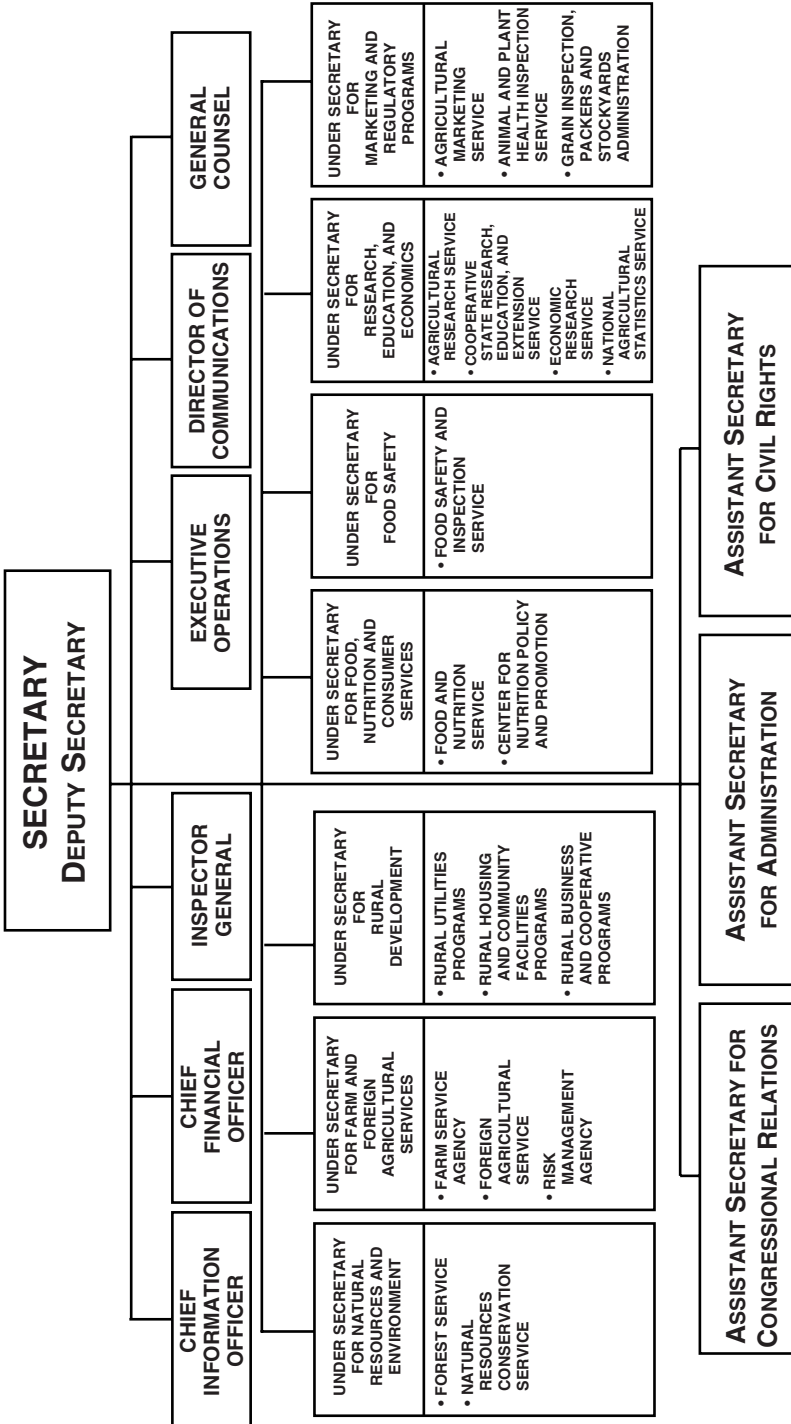 SECRETARY
DEPUTY SECRETARY
CHIEF
INFORMATION
OFFICER
CHIEF
FINANCIAL
OFFICER
INSPECTOR
GENERAL
EXECUTIVE
OPERATIONS
DIRECTOR OF
COMMUNICATIONS
GENERAL
COUNSEL
UNDER SECRETARY
FOR NATURAL
RESOURCES AND
ENVIRONMENT
• FOREST SERVICE
• NATURAL
RESOURCES
CONSERVATION
SERVICE
UNDER SECRETARY
FOR FARM AND
FOREIGN
AGRICULTURAL
SERVICES
• FARM SERVICE
AGENCY
• FOREIGN
AGRICULTURAL
SERVICE
• RISK
MANAGEMENT
AGENCY
UNDER SECRETARY
FOR
RURAL
DEVELOPMENT
• RURAL UTILITIES
PROGRAMS
• RURAL HOUSING
AND COMMUNITY
FACILITIES
PROGRAMS
• RURAL BUSINESS
AND COOPERATIVE
PROGRAMS
UNDER SECRETARY
FOR FOOD,
NUTRITION AND
CONSUMER
SERVICES
• FOOD AND
NUTRITION
SERVICE
• CENTER FOR
NUTRITION POLICY
AND PROMOTION
UNDER SECRETARY
FOR
FOOD SAFETY
• FOOD SAFETY AND
INSPECTION
SERVICE
UNDER SECRETARY
FOR
RESEARCH,
EDUCATION, AND
ECONOMICS
• AGRICULTURAL
RESEARCH SERVICE
• COOPERATIVE
STATE RESEARCH,
EDUCATION, AND
EXTENSION
SERVICE
• ECONOMIC
RESEARCH
SERVICE
• NATIONAL
AGRICULTURAL
STATISTICS SERVICE
UNDER SECRETARY
FOR
MARKETING AND
REGULATORY
PROGRAMS
• AGRICULTURAL
MARKETING
SERVICE
• ANIMAL AND PLANT
HEALTH INSPECTION
SERVICE
• GRAIN INSPECTION,
PACKERS AND
STOCKYARDS
ADMINISTRATION
ASSISTANT SECRETARY FOR
CONGRESSIONAL RELATIONS
ASSISTANT SECRETARY
FOR ADMINISTRATION
ASSISTANT SECRETARY
FOR CIVIL RIGHTS